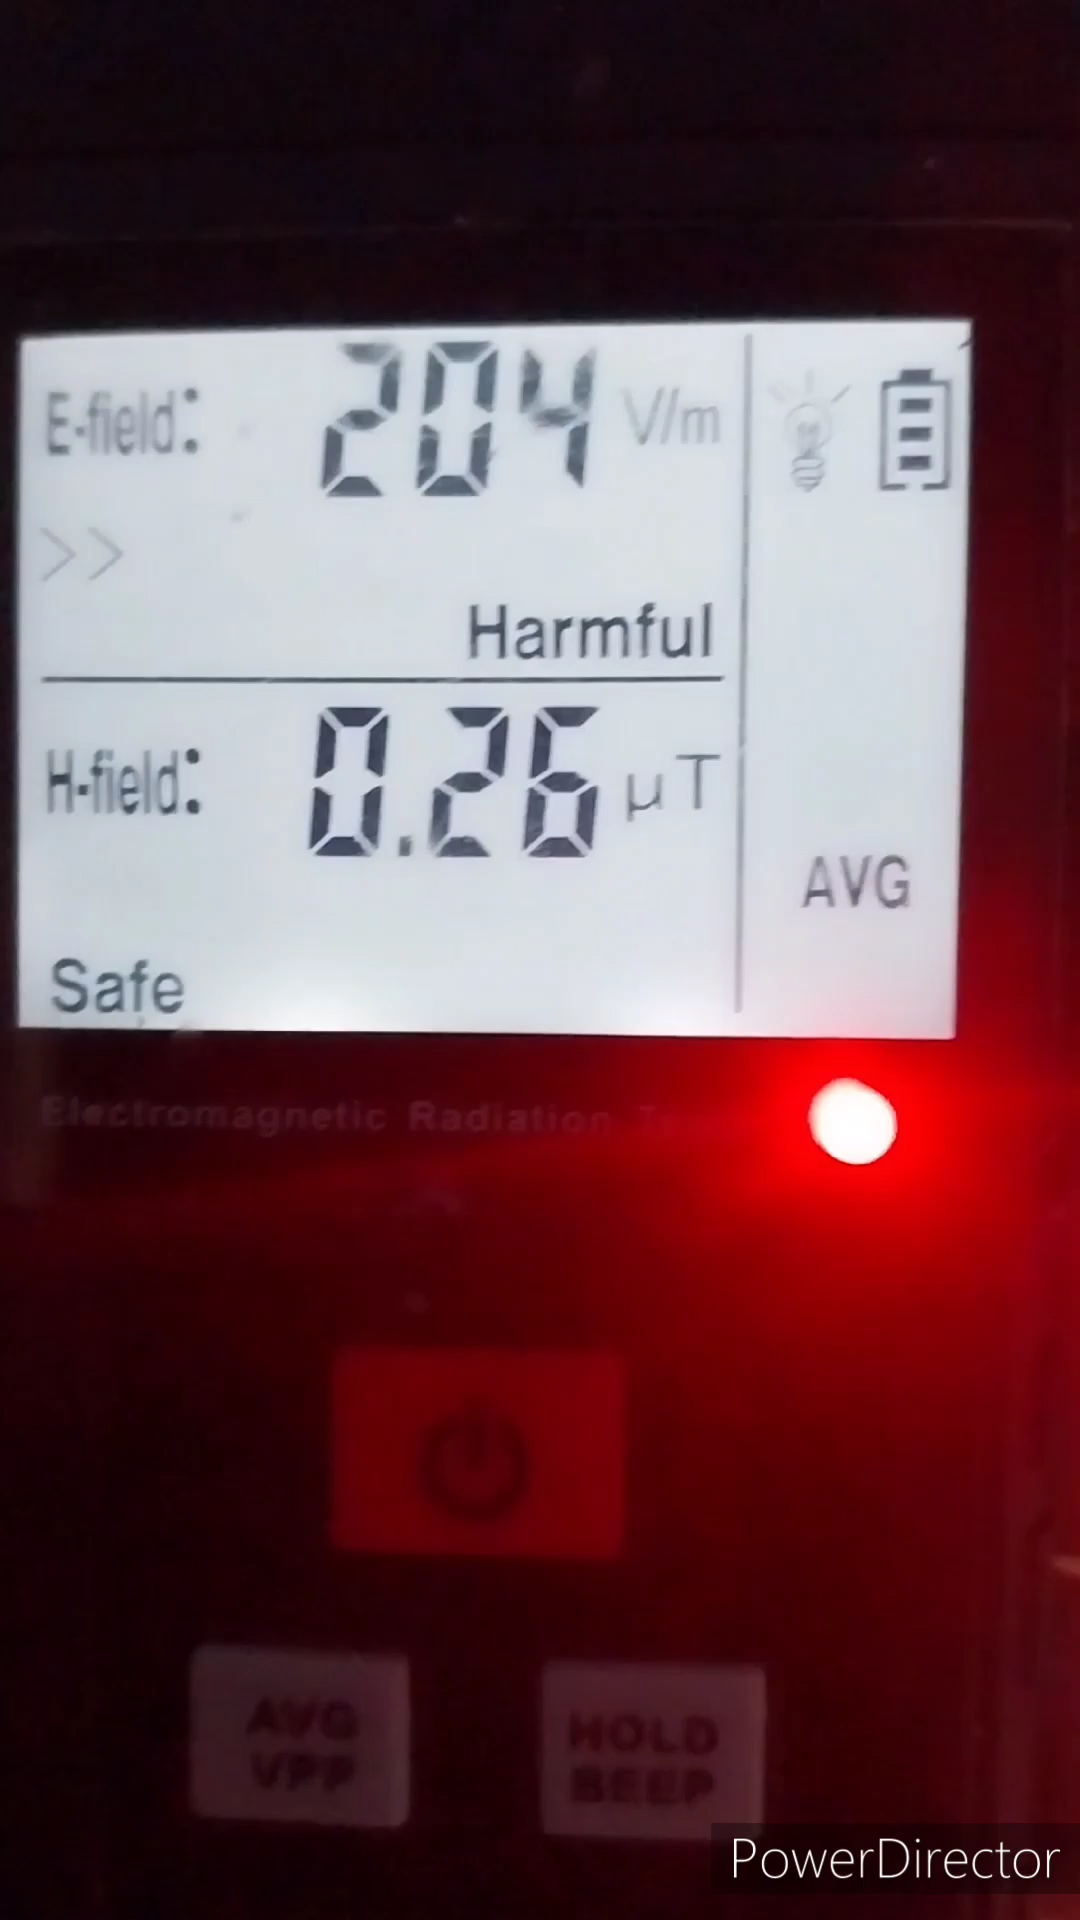 E-field: 204 V/m
>>
Harmful
H-field: 0.26 µT
AVG
Safe
Electromagnetic Radiation
AVG
VPP
HOLD
BEEP
PowerDirector